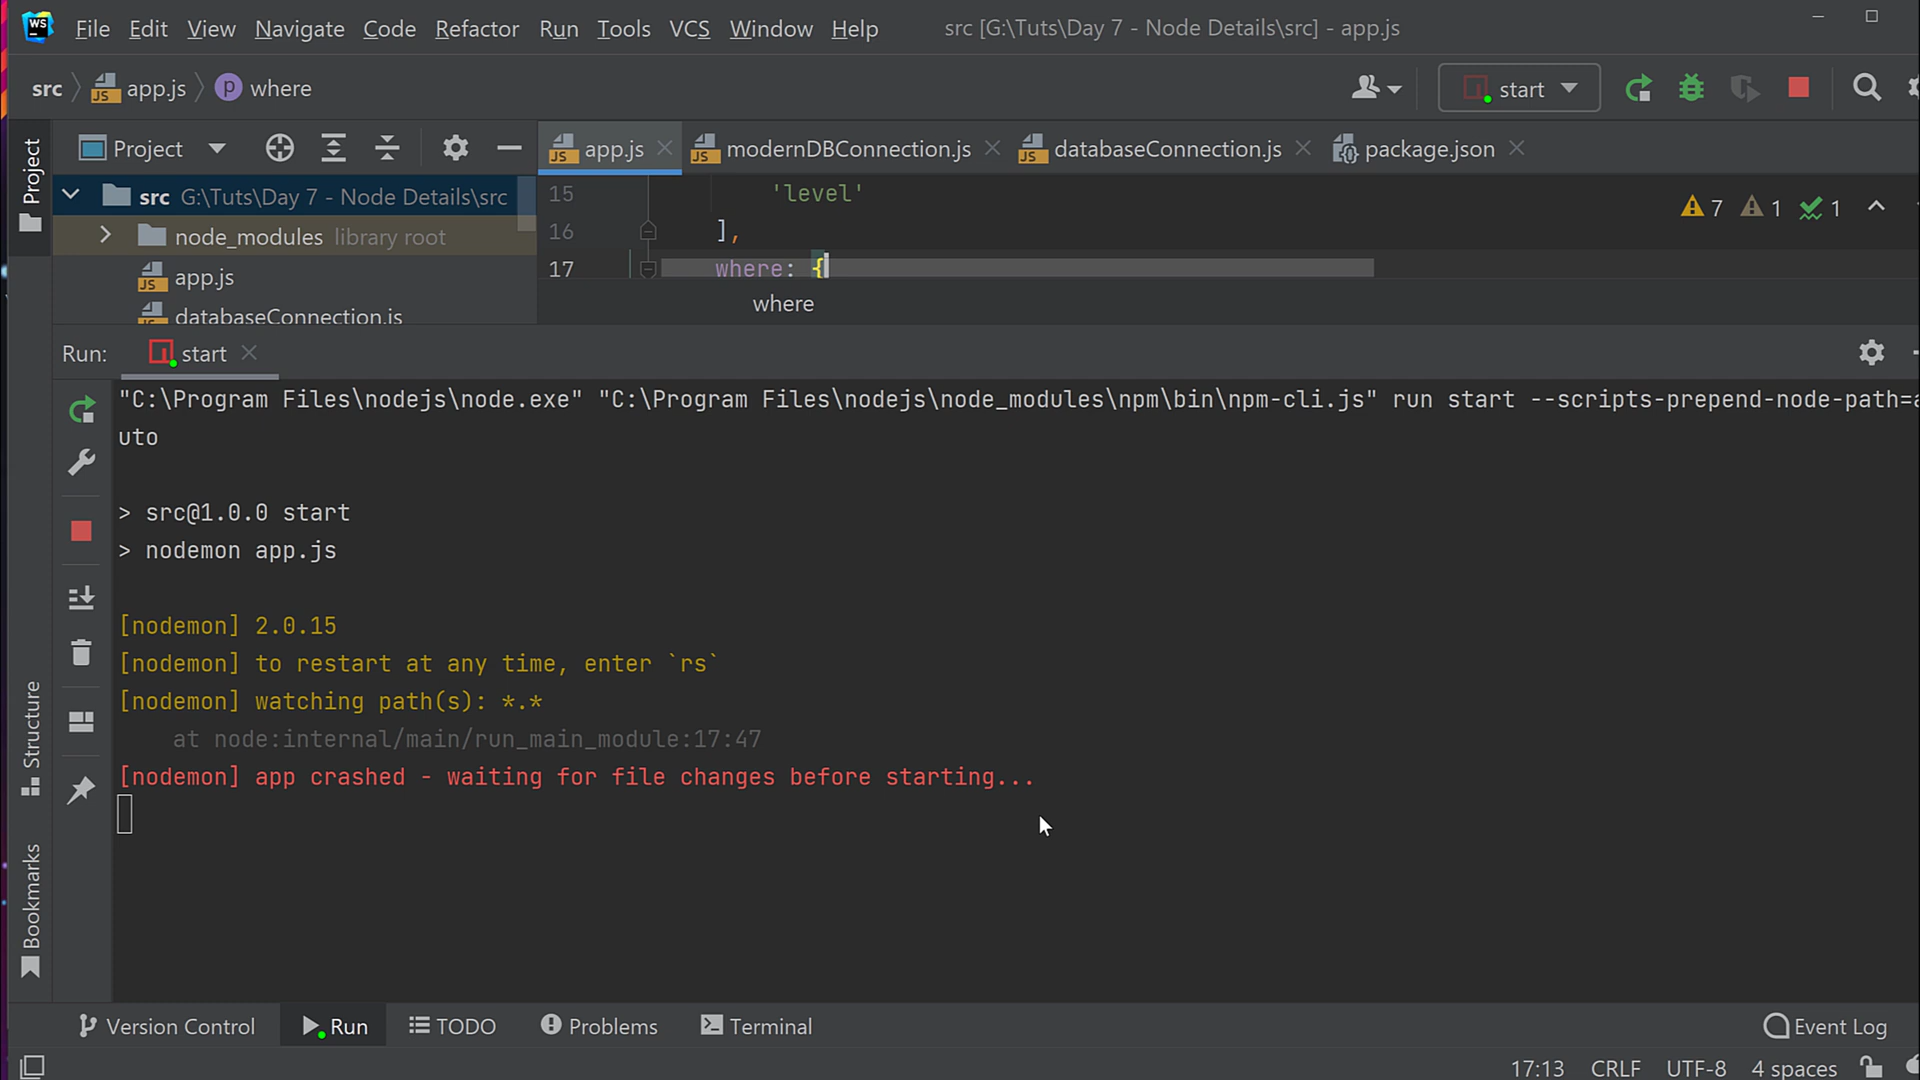 WS File Edit View Navigate Code Refactor Run Tools VCS Window Help src [G:\Tuts\Day 7 - Node Details\src] - app.js
src app.js p where start
Project app.js modernDBConnection.js databaseConnection.js package.json
Project
src G:\Tuts\Day 7 - Node Details\src
node_modules library root
app.js
databaseConnection.js
15 'level'
16 ],
17 where: {
where
7 1 1
Run: start
"C:\Program Files\nodejs\node.exe" "C:\Program Files\nodejs\node_modules\npm\bin\npm-cli.js" run start --scripts-prepend-node-path=a
uto
> src@1.0.0 start
> nodemon app.js
[nodemon] 2.0.15
[nodemon] to restart at any time, enter `rs`
[nodemon] watching path(s): *.*
at node:internal/main/run_main_module:17:47
[nodemon] app crashed - waiting for file changes before starting...
Structure
Bookmarks
Version Control Run TODO Problems Terminal Event Log
17:13 CRLF UTF-8 4 spaces